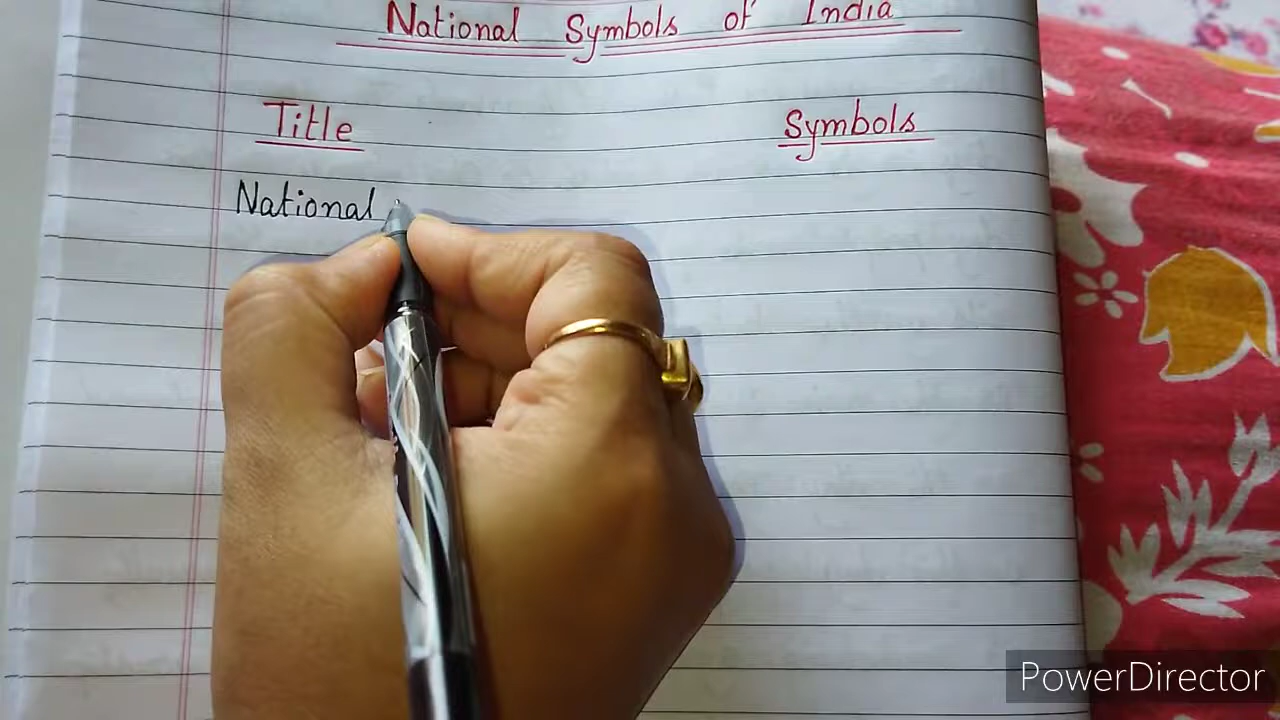 National Symbols of India
Title Symbols
National
PowerDirector